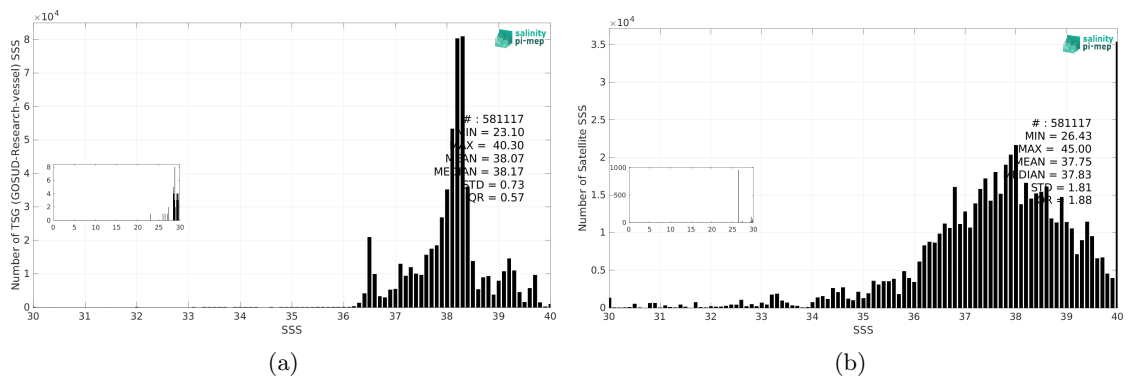 ×10⁴
8
7
6
5
4
3
2
1
0
Number of TSG (GOSUD-Research-vessel) SSS
salinity
pi-mep
# : 581117
MIN = 23.10
MAX = 40.30
MEAN = 38.07
MEDIAN = 38.17
STD = 0.73
IQR = 0.57
8
6
4
2
0
0 5 10 15 20 25 30
30 31 32 33 34 35 36 37 38 39 40
SSS
(a)
×10⁴
3.5
3
2.5
2
1.5
1
0.5
0
Number of Satellite SSS
salinity
pi-mep
# : 581117
MIN = 26.43
MAX = 45.00
MEAN = 37.75
MEDIAN = 37.83
STD = 1.81
IQR = 1.88
1000
500
0
0 5 10 15 20 25 30
30 31 32 33 34 35 36 37 38 39 40
SSS
(b)